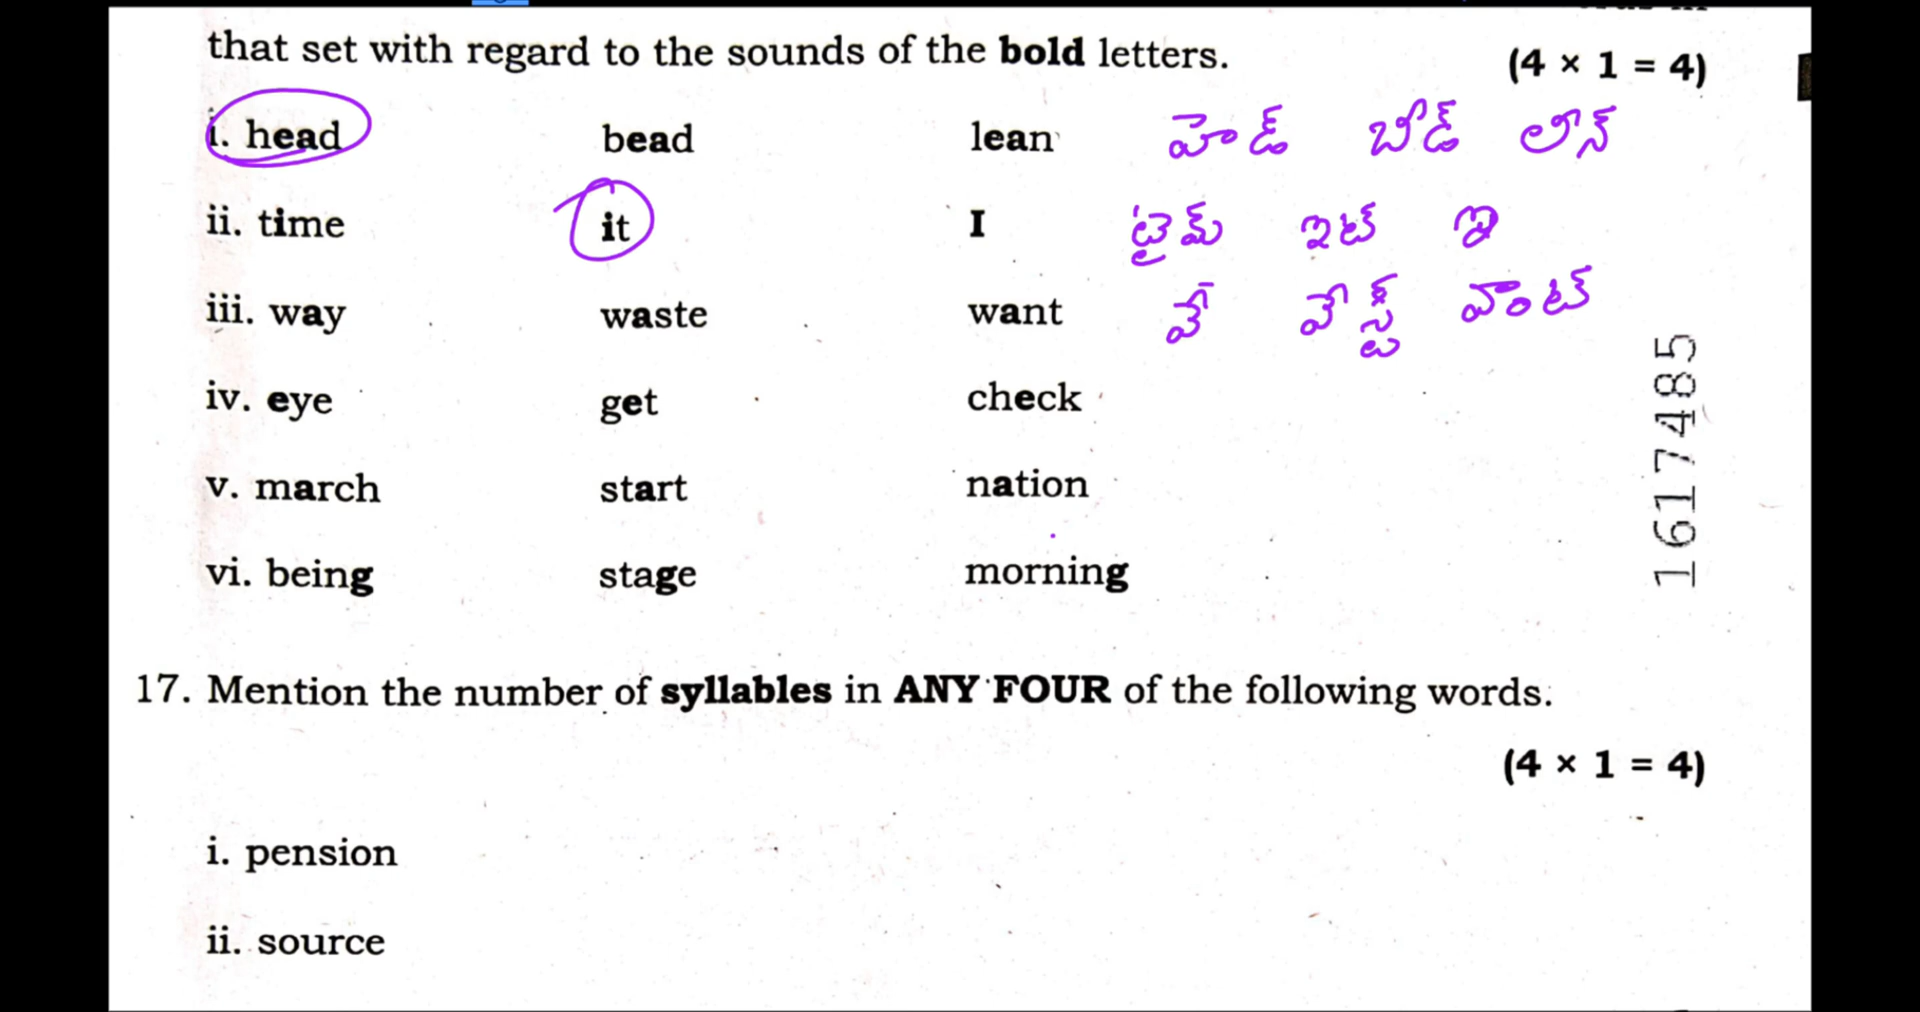 that set with regard to the sounds of the bold letters. (4 × 1 = 4)
i. head bead lean హెడ్ బీడ్ లీన్
ii. time it I టైమ్ ఇట్
iii. way waste want వే వేస్ట్ వాంట్
iv. eye get check
v. march start nation
vi. being stage morning
16174485
17. Mention the number of syllables in ANY FOUR of the following words.
(4 × 1 = 4)
i. pension
ii. source